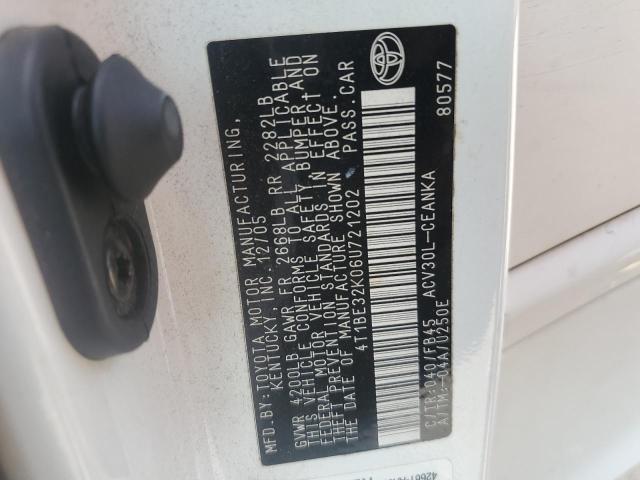 MFD.BY:TOYOTA MOTOR MANUFACTURING,
KENTUCKY, INC. 12/05
GVWR 4200LB GAWR FR 2668LB RR 2282LB
THIS VEHICLE CONFORMS TO ALL APPLICABLE
FEDERAL MOTOR VEHICLE SAFETY, BUMPER,AND
THEFT PREVENTION STANDARDS IN EFFECT ON
THE DATE OF MANUFACTURE SHOWN ABOVE.
4T1BE32K06U721202 PASS.CAR
C/TR:040/FB45 ACV30L-CEANKA
A/TM:-04A/U250E 80577